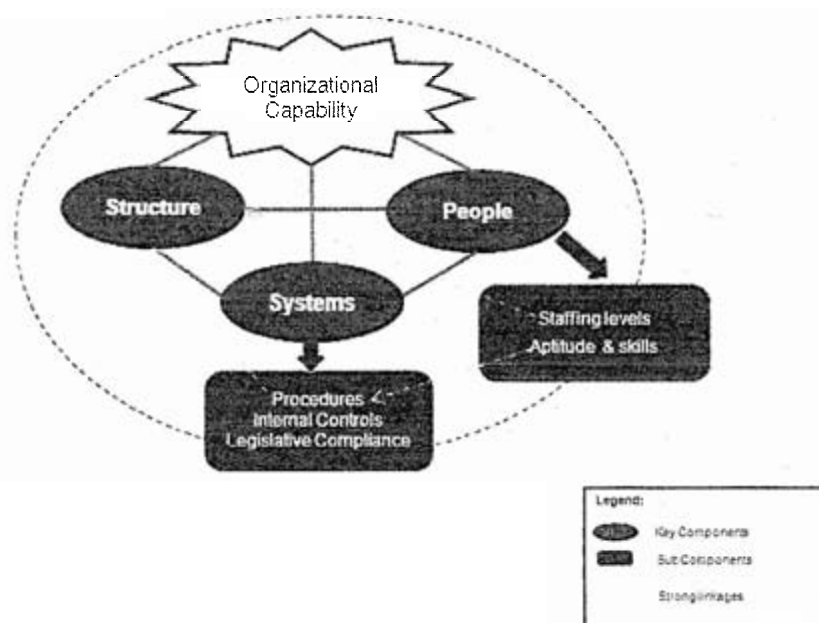 Organizational
Capability
Structure
People
Systems
Staffing levels
Aptitude & skills
Procedures
Internal Controls
Legislative Compliance
Legend:
Key Components
Sub Components
Strong linkages